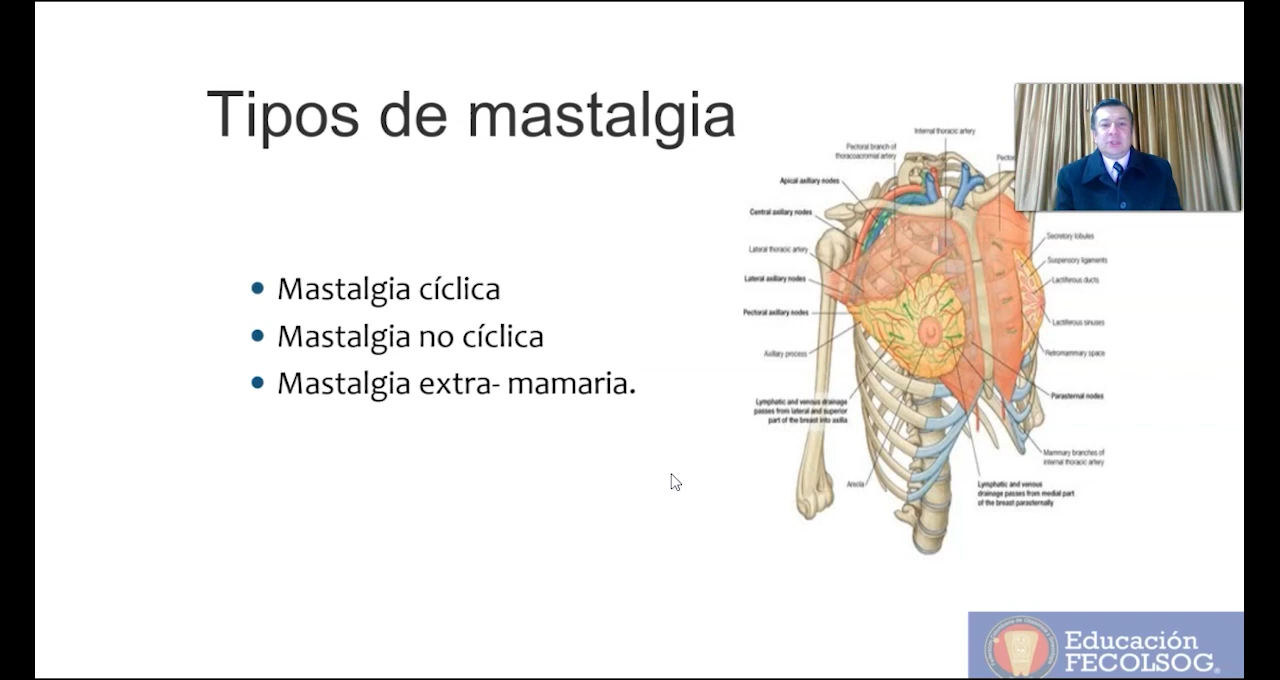 Tipos de mastalgia
Mastalgia cíclica
Mastalgia no cíclica
Mastalgia extra- mamaria.
Internal thoracic artery
Pectoral branch of
thoracoacromial artery
Apical axillary nodes
Central axillary nodes
Lateral thoracic artery
Lateral axillary nodes
Pectoral axillary nodes
Axillary process
Lymphatic and venous drainage
passes from lateral and superior
part of the breast into axilla
Areola
Secretory lobules
Suspensory ligaments
Lactiferous ducts
Lactiferous sinuses
Retromammary space
Parasternal nodes
Mammary branches of
internal thoracic artery
Lymphatic and venous
drainage passes from medial part
of the breast parasternally
Educación
FECOLSOG